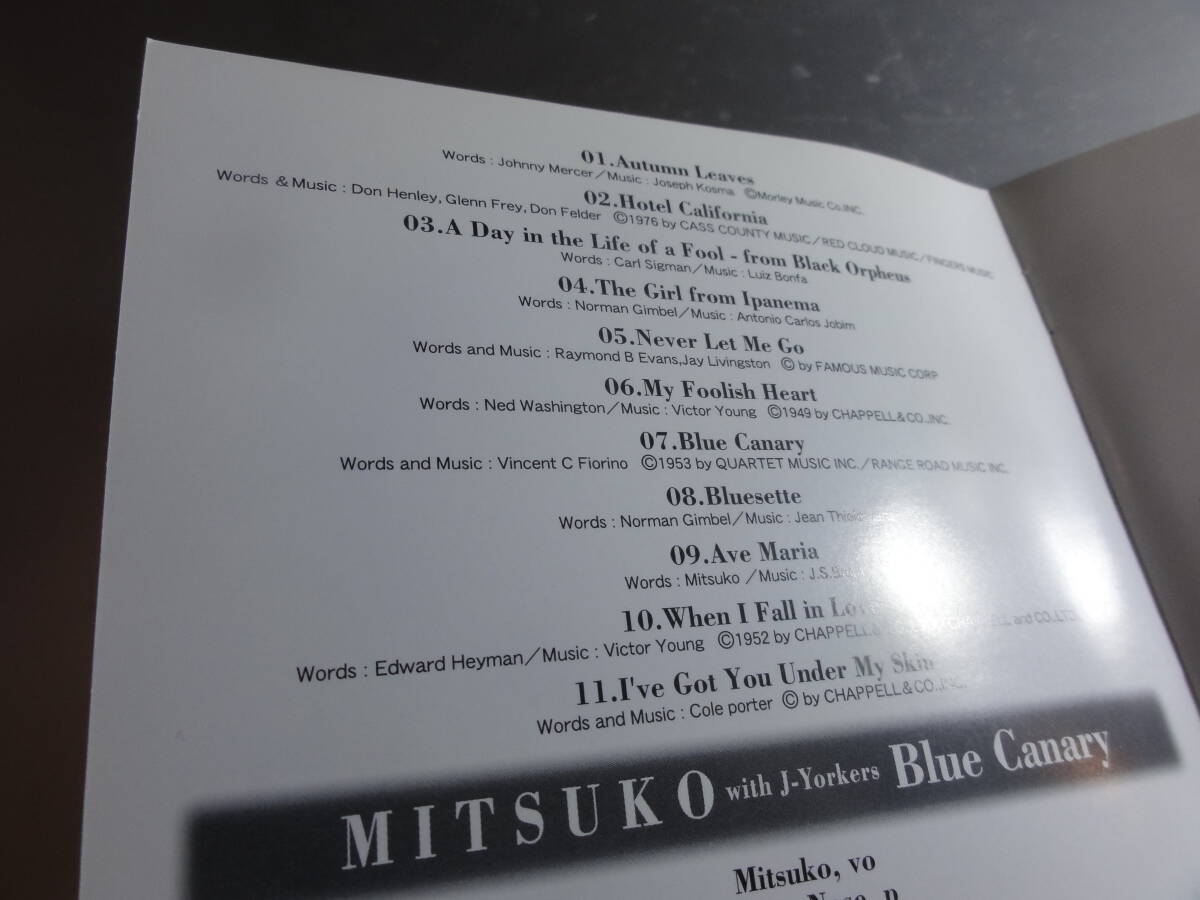 01.Autumn Leaves
Words : Johnny Mercer／Music : Joseph Kosma ©Morley Music Co.INC.
02.Hotel California
Words & Music : Don Henley, Glenn Frey, Don Felder ©1976 by CASS COUNTY MUSIC／RED CLOUD MUSIC／FINGERS MUSIC
03.A Day in the Life of a Fool - from Black Orpheus
Words : Carl Sigman／Music : Luiz Bonfa
04.The Girl from Ipanema
Words : Norman Gimbel／Music : Antonio Carlos Jobim
05.Never Let Me Go
Words and Music : Raymond B Evans,Jay Livingston © by FAMOUS MUSIC CORP
06.My Foolish Heart
Words : Ned Washington／Music : Victor Young ©1949 by CHAPPELL&CO.,INC.
07.Blue Canary
Words and Music : Vincent C Fiorino ©1953 by QUARTET MUSIC INC.／RANGE ROAD MUSIC INC.
08.Bluesette
Words : Norman Gimbel／Music : Jean
09.Ave Maria
Words : Mitsuko ／Music : J.S.
10.When I Fall in Love
Words : Edward Heyman／Music : Victor Young ©1952 by CHAPPELL& and CO.,LTD
11.I've Got You Under My Skin
Words and Music : Cole porter © by CHAPPELL&CO.,INC.
MITSUKO with J-Yorkers Blue Canary
Mitsuko, vo